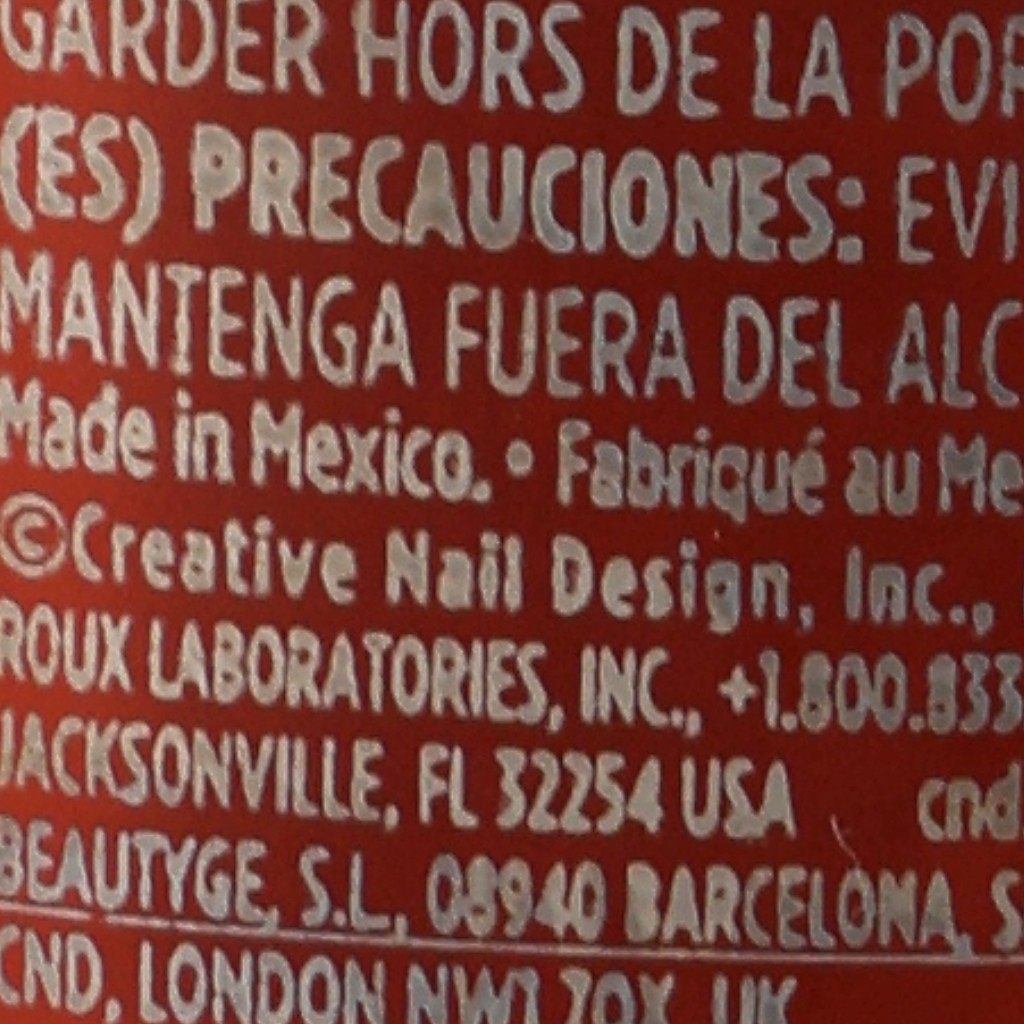 GARDER HORS DE LA POR
(ES) PRECAUCIONES: EVI
MANTENGA FUERA DEL ALC
Made in Mexico. • Fabriqué au Me
©Creative Nail Design, Inc.,
ROUX LABORATORIES, INC., +1.800.833
JACKSONVILLE, FL 32254 USA cnd
BEAUTYGE, S.L., 08940 BARCELONA, S
CND, LONDON NW1 7QX, UK